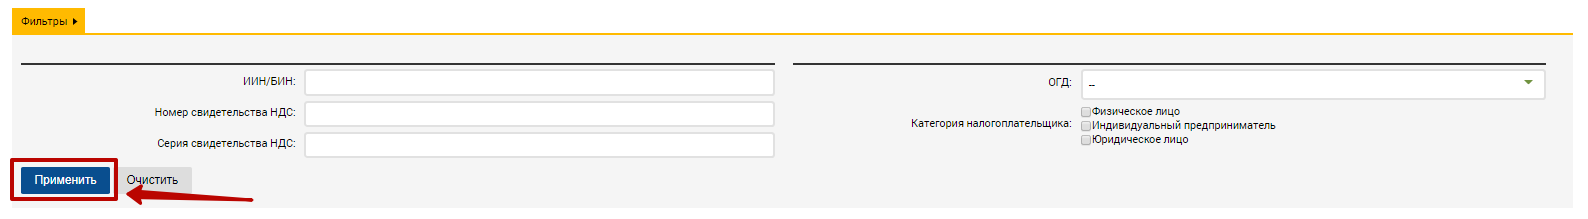 Фильтры
ИИН/БИН:
Номер свидетельства НДС:
Серия свидетельства НДС:
ОГД: --
Категория налогоплательщика:
Физическое лицо
Индивидуальный предприниматель
Юридическое лицо
Применить Очистить